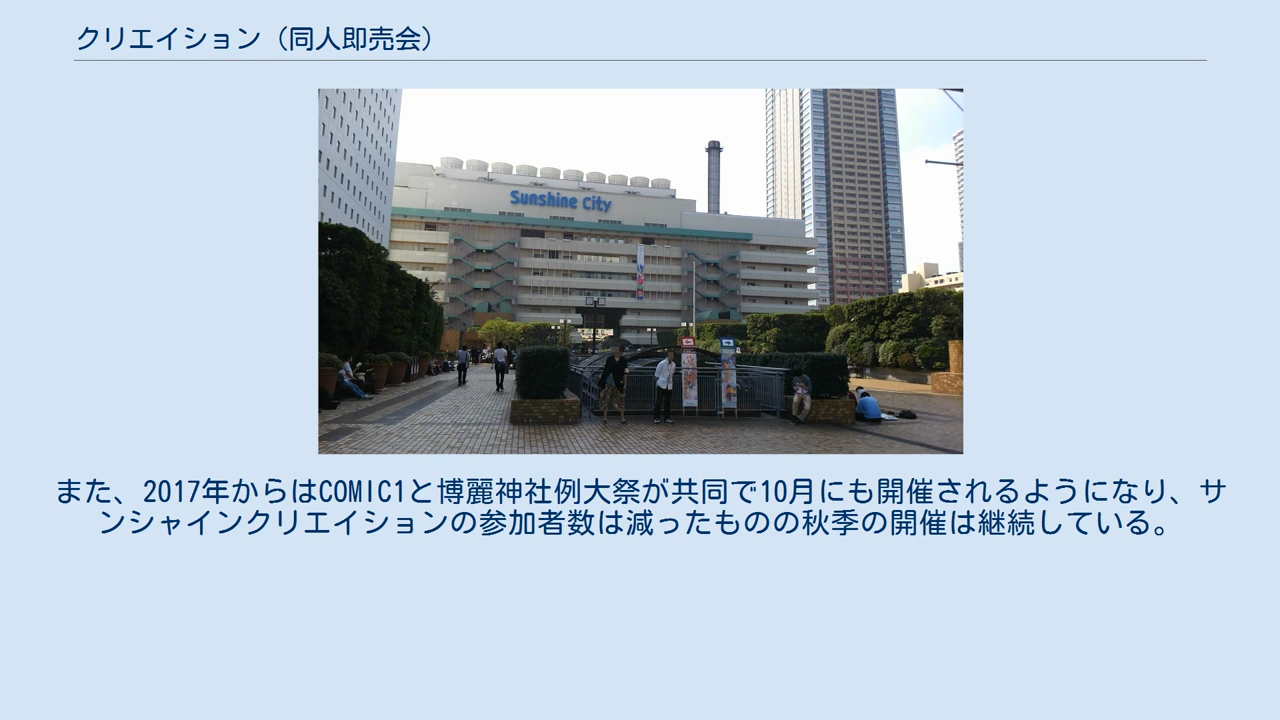 クリエイション（同人即売会）
Sunshine City
また、2017年からはCOMIC1と博麗神社例大祭が共同で10月にも開催されるようになり、サ
ンシャインクリエイションの参加者数は減ったものの秋季の開催は継続している。